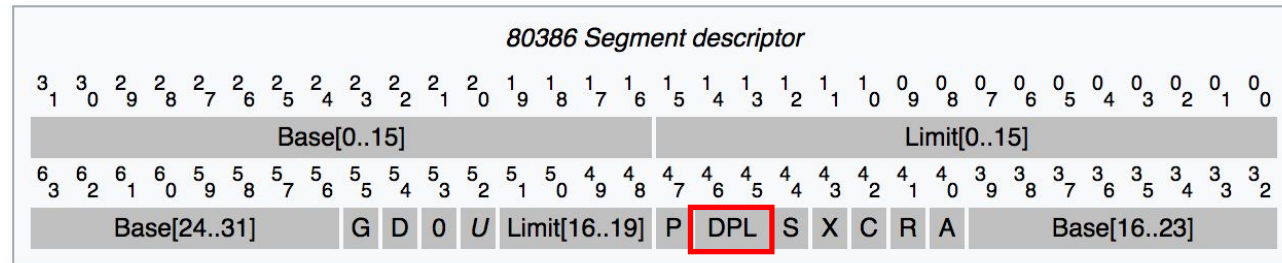 80386 Segment descriptor
31 30 29 28 27 26 25 24 23 22 21 20 19 18 17 16 15 14 13 12 11 10 09 08 07 06 05 04 03 02 01 00
Base[0..15] Limit[0..15]
63 62 61 60 59 58 57 56 55 54 53 52 51 50 49 48 47 46 45 44 43 42 41 40 39 38 37 36 35 34 33 32
Base[24..31] G D 0 U Limit[16..19] P DPL S X C R A Base[16..23]